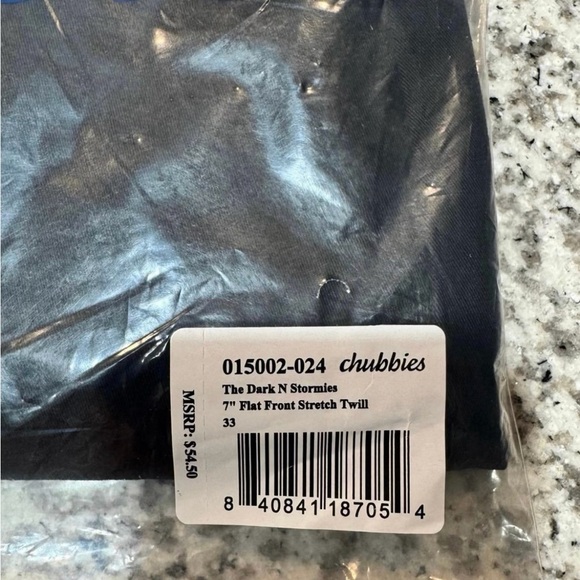 015002-024 chubbies
The Dark N Stormies
7" Flat Front Stretch Twill
33
MSRP: $54.50
8 40841 18705 4